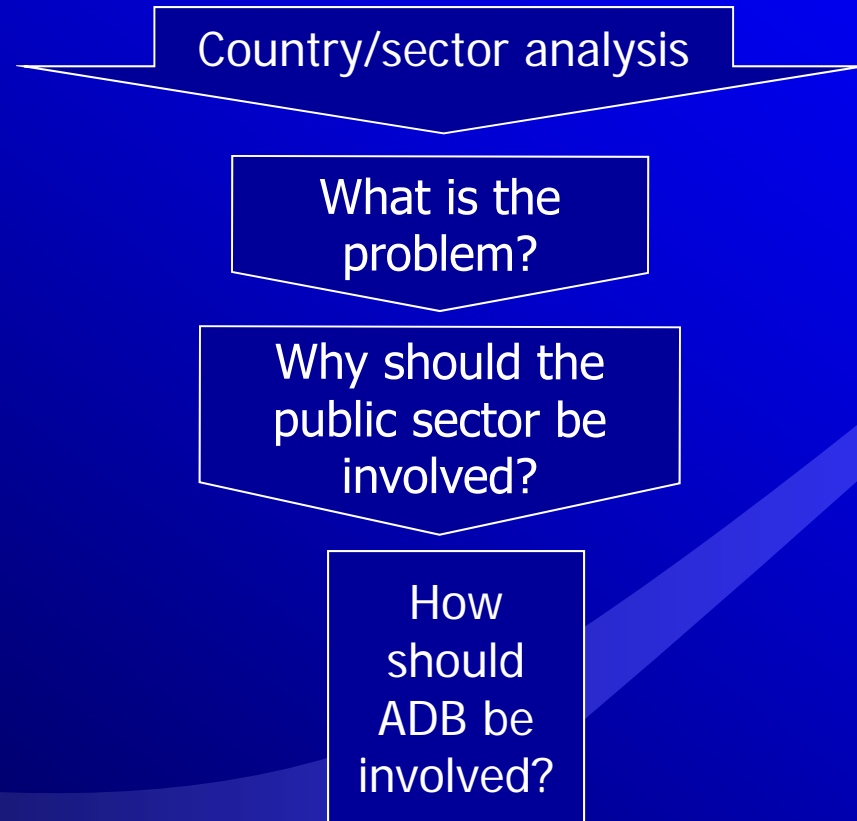 Country/sector analysis
What is the
problem?
Why should the
public sector be
involved?
How
should
ADB be
involved?